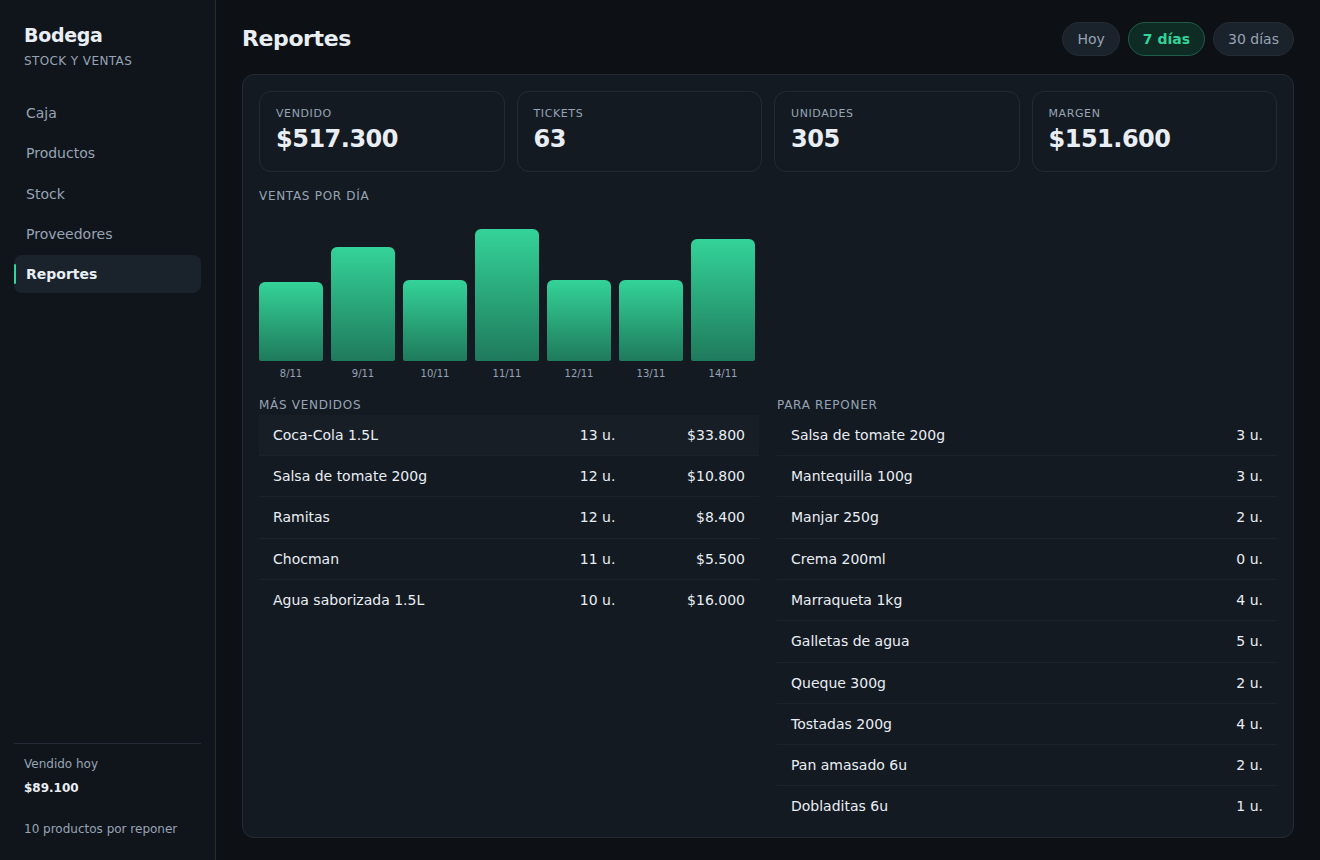 Bodega
STOCK Y VENTAS
Caja
Productos
Stock
Proveedores
Reportes
Vendido hoy
$89.100
10 productos por reponer
Reportes
Hoy
7 días
30 días
VENDIDO
$517.300
TICKETS
63
UNIDADES
305
MARGEN
$151.600
VENTAS POR DÍA
8/11
9/11
10/11
11/11
12/11
13/11
14/11
MÁS VENDIDOS
Coca-Cola 1.5L 13 u. $33.800
Salsa de tomate 200g 12 u. $10.800
Ramitas 12 u. $8.400
Chocman 11 u. $5.500
Agua saborizada 1.5L 10 u. $16.000
PARA REPONER
Salsa de tomate 200g 3 u.
Mantequilla 100g 3 u.
Manjar 250g 2 u.
Crema 200ml 0 u.
Marraqueta 1kg 4 u.
Galletas de agua 5 u.
Queque 300g 2 u.
Tostadas 200g 4 u.
Pan amasado 6u 2 u.
Dobladitas 6u 1 u.